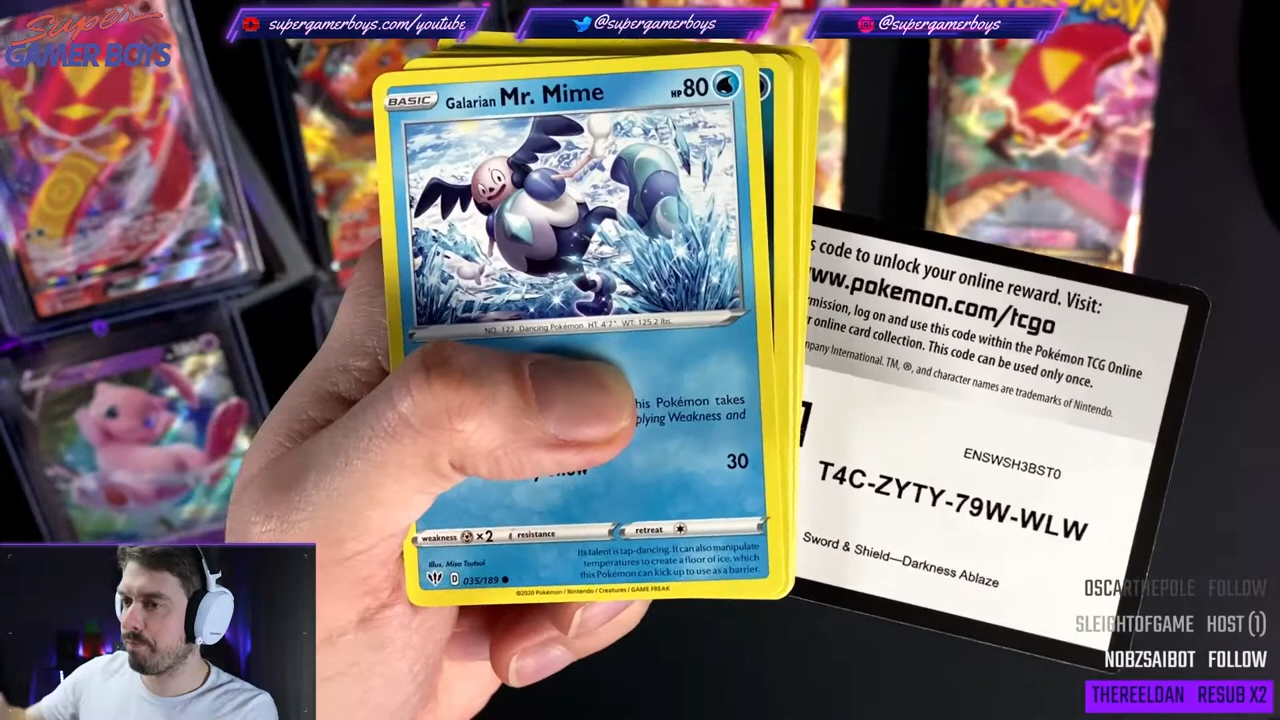 Super
GAMER BOYS
supergamerboys.com/youtube
@supergamerboys
@supergamerboys
BASIC
Galarian Mr. Mime
HP 80
NO. 122 Dancing Pokémon HT: 4'7" WT: 125.2 lbs.
his Pokémon takes
plying Weakness and
30
weakness ×2 resistance
retreat
Its talent is tap-dancing. It can also manipulate
temperatures to create a floor of ice, which
this Pokémon can kick up to use as a barrier.
Illus. Misa Tsutsui
D 035/189
©2020 Pokémon / Nintendo / Creatures / GAME FREAK
s code to unlock your online reward. Visit:
ww.pokemon.com/tcgo
mission, log on and use this code within the Pokémon TCG Online
r online card collection. This code can be used only once.
mpany International. TM, ®, and character names are trademarks of Nintendo.
ENSWSH3BST0
T4C-ZYTY-79W-WLW
Sword & Shield—Darkness Ablaze
OSCARTHEPOLE FOLLOW
SLEIGHTOFGAME HOST (1)
NOBZSAIBOT FOLLOW
THEREELDAN RESUB X2